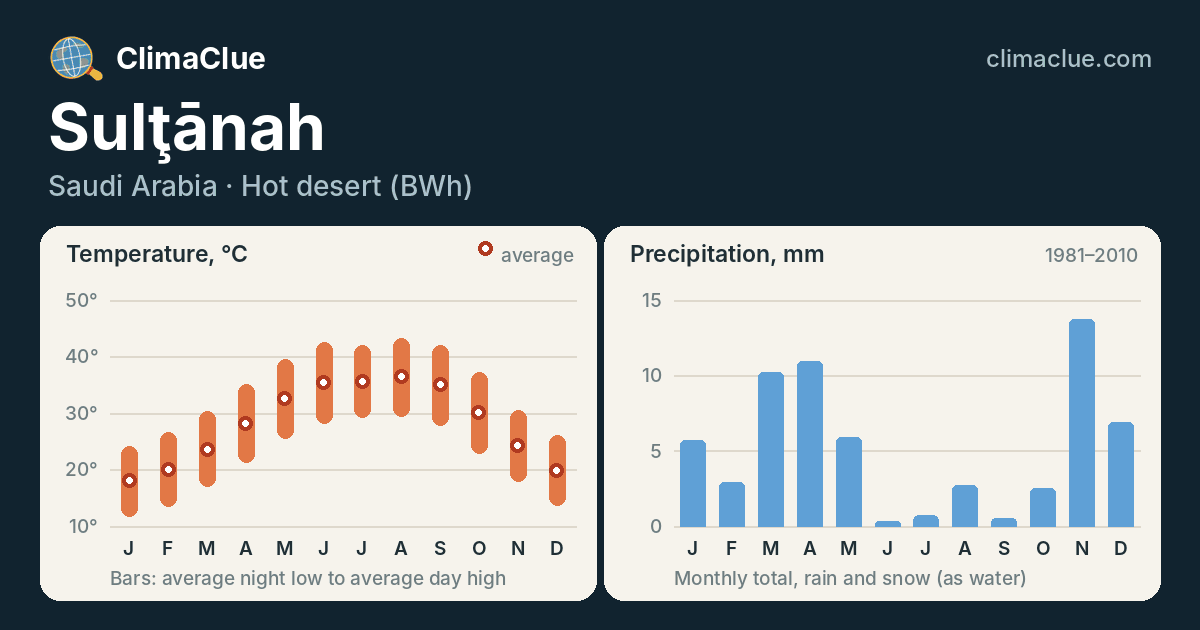 ClimaClue
climaclue.com
Sulţānah
Saudi Arabia · Hot desert (BWh)
Temperature, °C
average
50°
40°
30°
20°
10°
J F M A M J J A S O N D
Bars: average night low to average day high
Precipitation, mm
1981–2010
15
10
5
0
J F M A M J J A S O N D
Monthly total, rain and snow (as water)